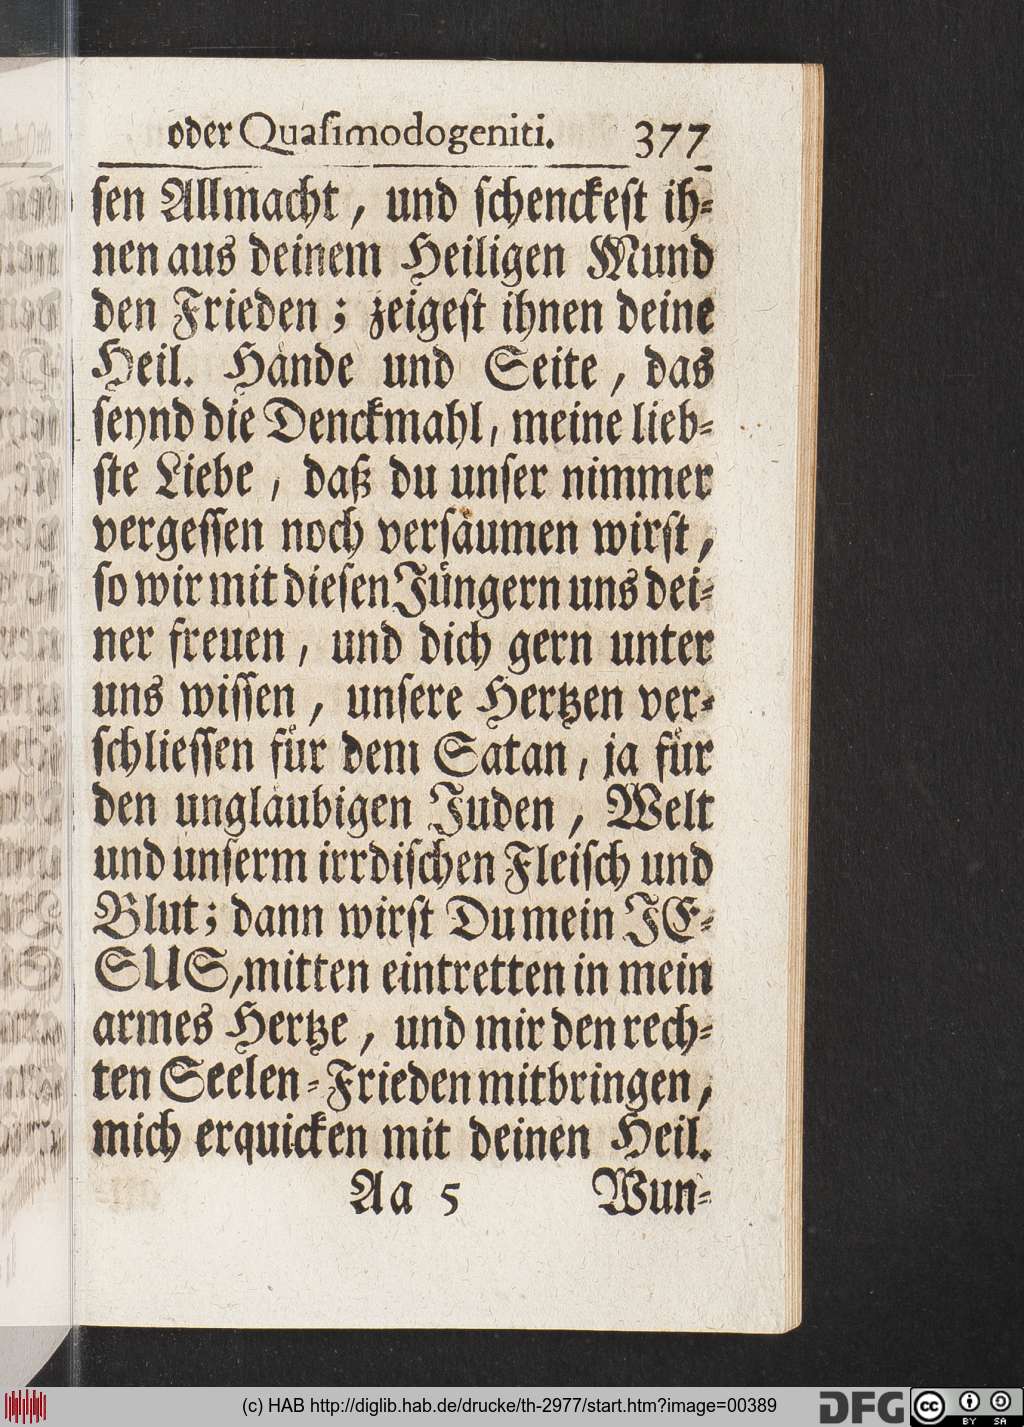 oder Quasimodogeniti. 377
sen Allmacht, und schenckest ih-
nen aus deinem Heiligen Mund
den Frieden; zeigest ihnen deine
Heil. Hände und Seite, das
seynd die Denckmahl, meine lieb-
ste Liebe, daß du unser nimmer
vergessen noch versäumen wirst,
so wir mit diesen Jüngern uns dei-
ner freuen, und dich gern unter
uns wissen, unsere Hertzen ver-
schliessen für dem Satan, ja für
den ungläubigen Juden, Welt
und unserm irrdischen Fleisch und
Blut; dann wirst Du mein JE-
SUS, mitten eintretten in mein
armes Hertze, und mir den rech-
ten Seelen-Frieden mitbringen,
mich erquicken mit deinen Heil.
Aa 5 Wun-
(c) HAB http://diglib.hab.de/drucke/th-2977/start.htm?image=00389
DFG cc BY SA